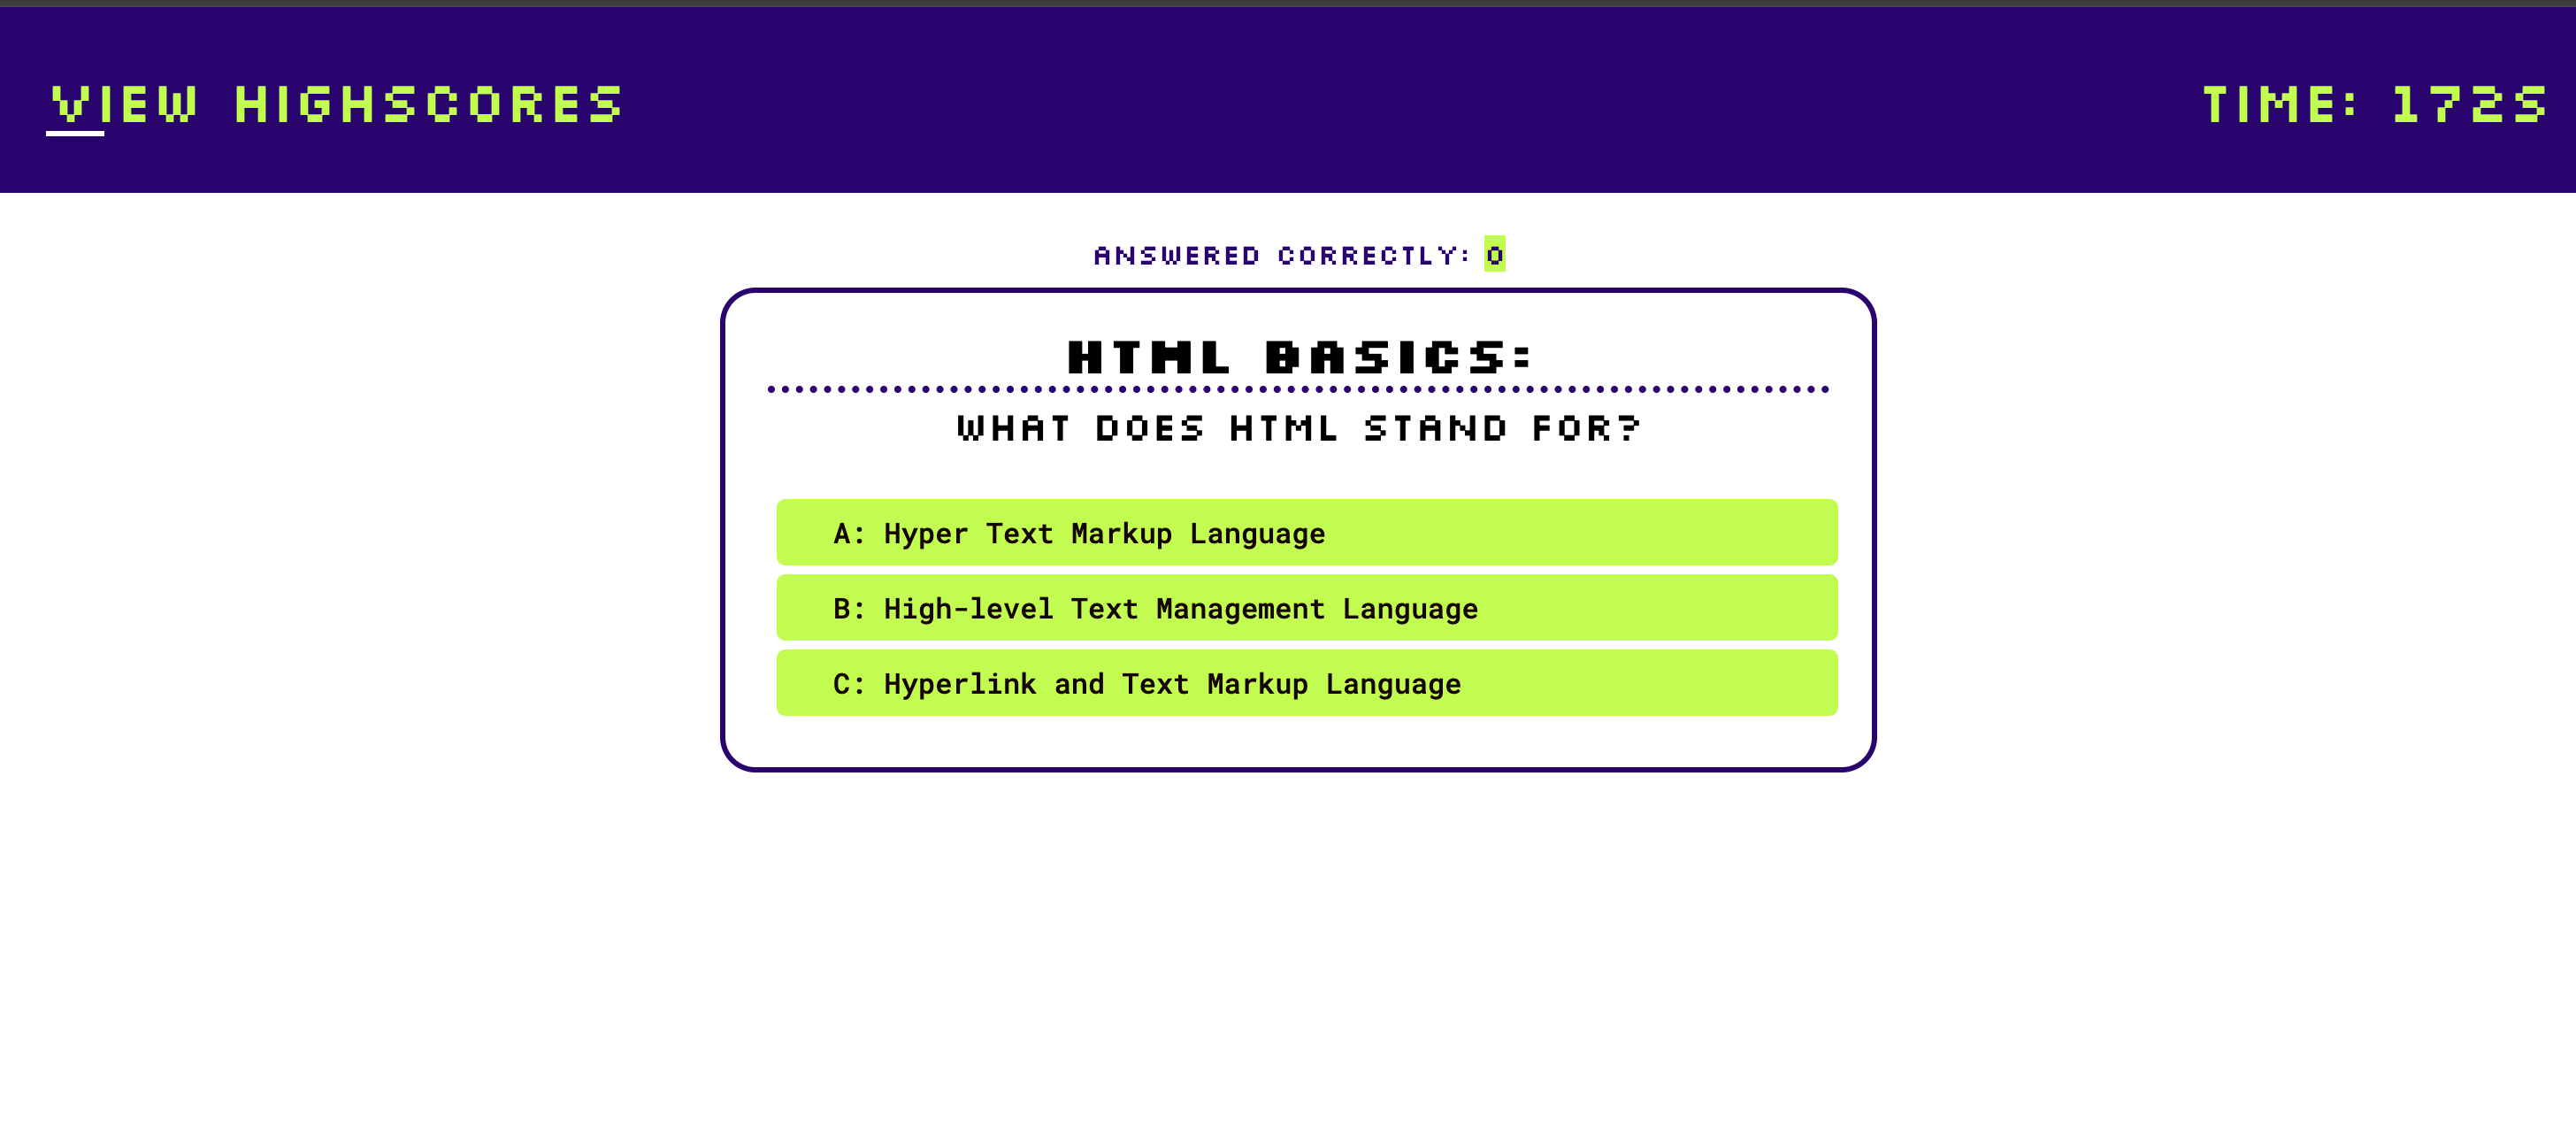 VIEW HIGHSCORES
TIME: 172S
ANSWERED CORRECTLY: 0
HTML BASICS:
WHAT DOES HTML STAND FOR?
A: Hyper Text Markup Language
B: High-level Text Management Language
C: Hyperlink and Text Markup Language